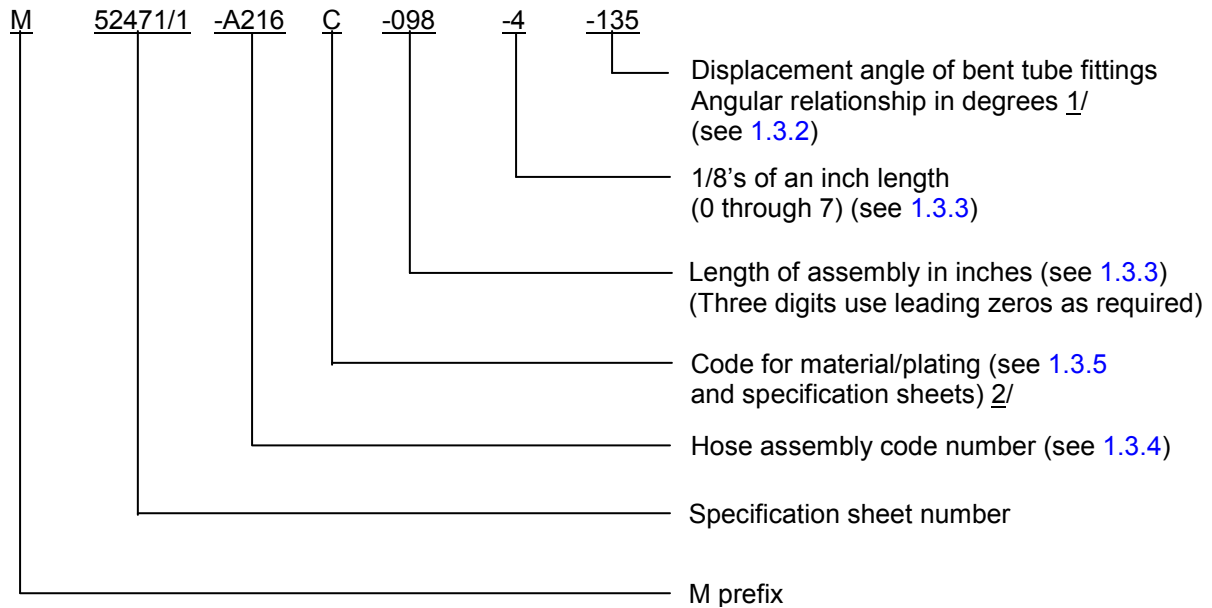 M 52471/1 -A216 C -098 -4 -135
Displacement angle of bent tube fittings
Angular relationship in degrees 1/
(see 1.3.2)
1/8's of an inch length
(0 through 7) (see 1.3.3)
Length of assembly in inches (see 1.3.3)
(Three digits use leading zeros as required)
Code for material/plating (see 1.3.5
and specification sheets) 2/
Hose assembly code number (see 1.3.4)
Specification sheet number
M prefix